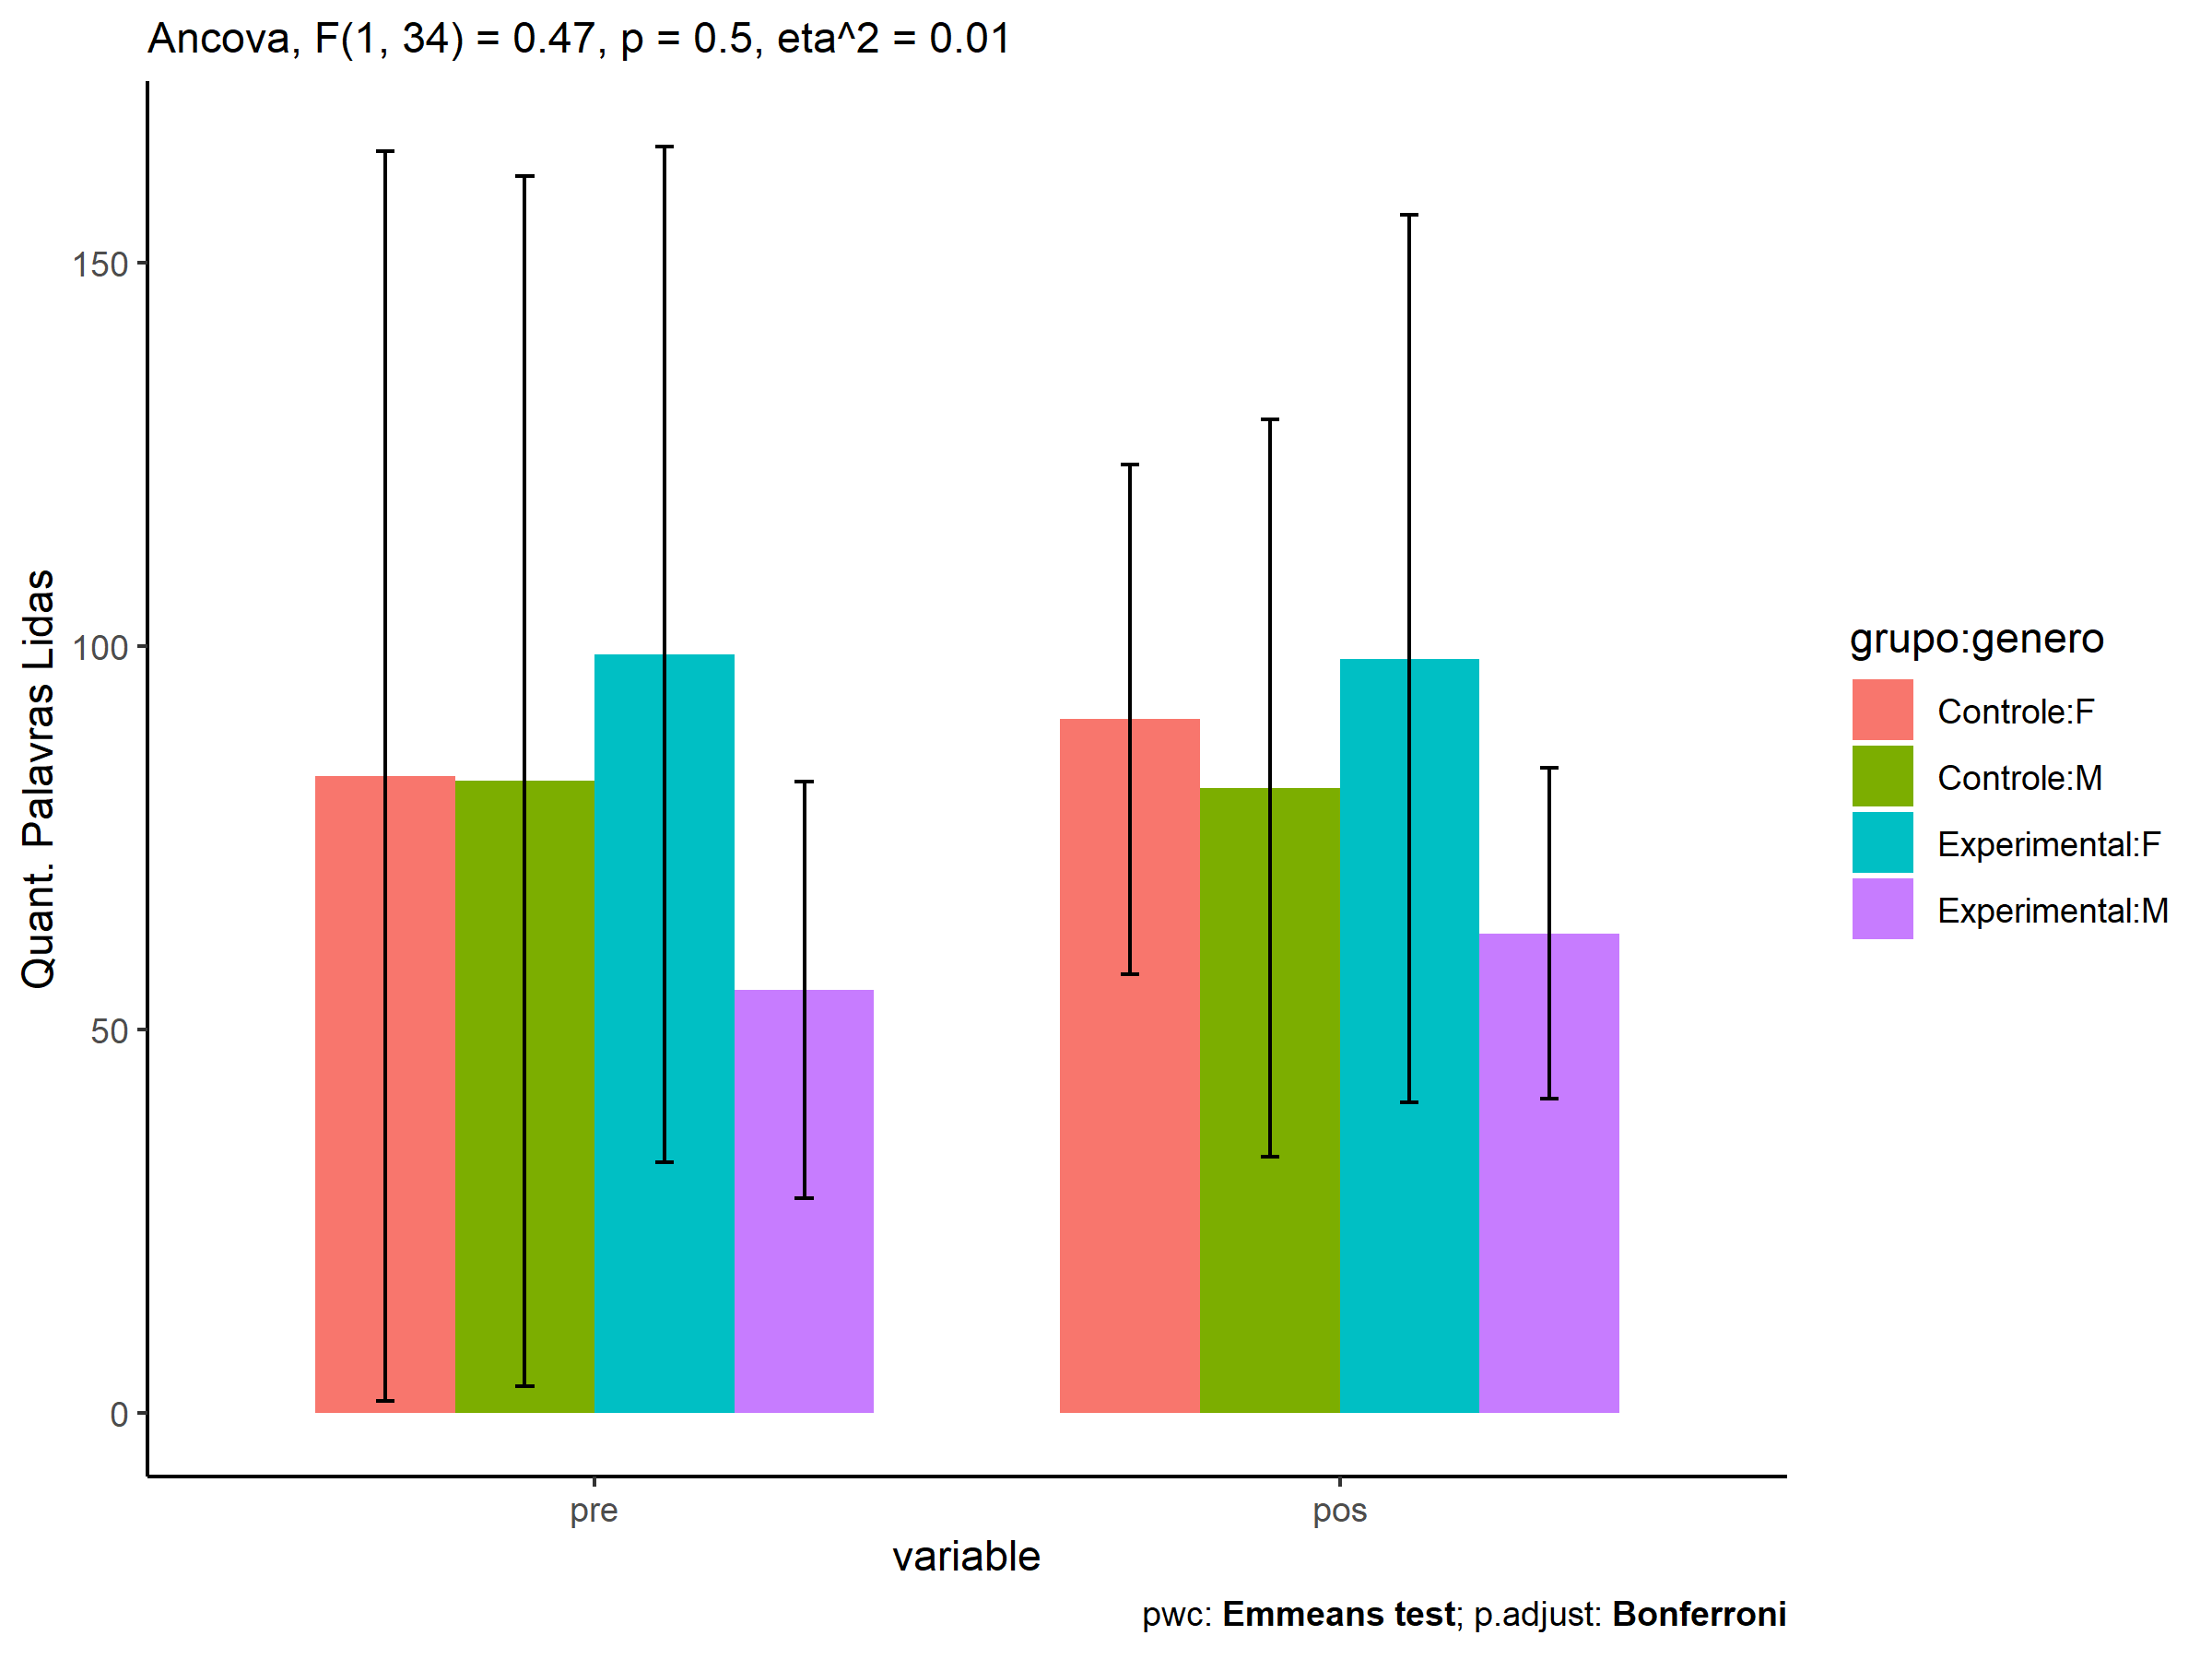 Ancova, F(1, 34) = 0.47, p = 0.5, eta^2 = 0.01
Quant. Palavras Lidas
150
100
50
0
pre
pos
variable
grupo:genero
Controle:F
Controle:M
Experimental:F
Experimental:M
pwc: Emmeans test; p.adjust: Bonferroni